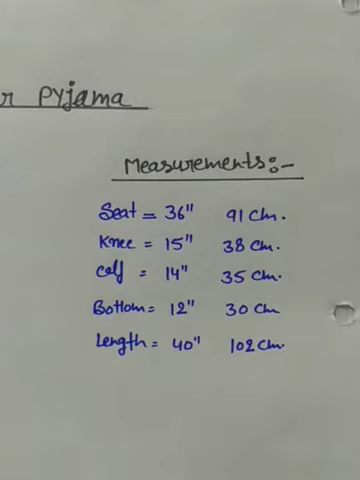 Pyjama
Measurements:-
Seat = 36" 91 cm.
Knee = 15" 38 cm.
Calf = 14" 35 cm.
Bottom = 12" 30 cm
Length = 40" 102 cm.